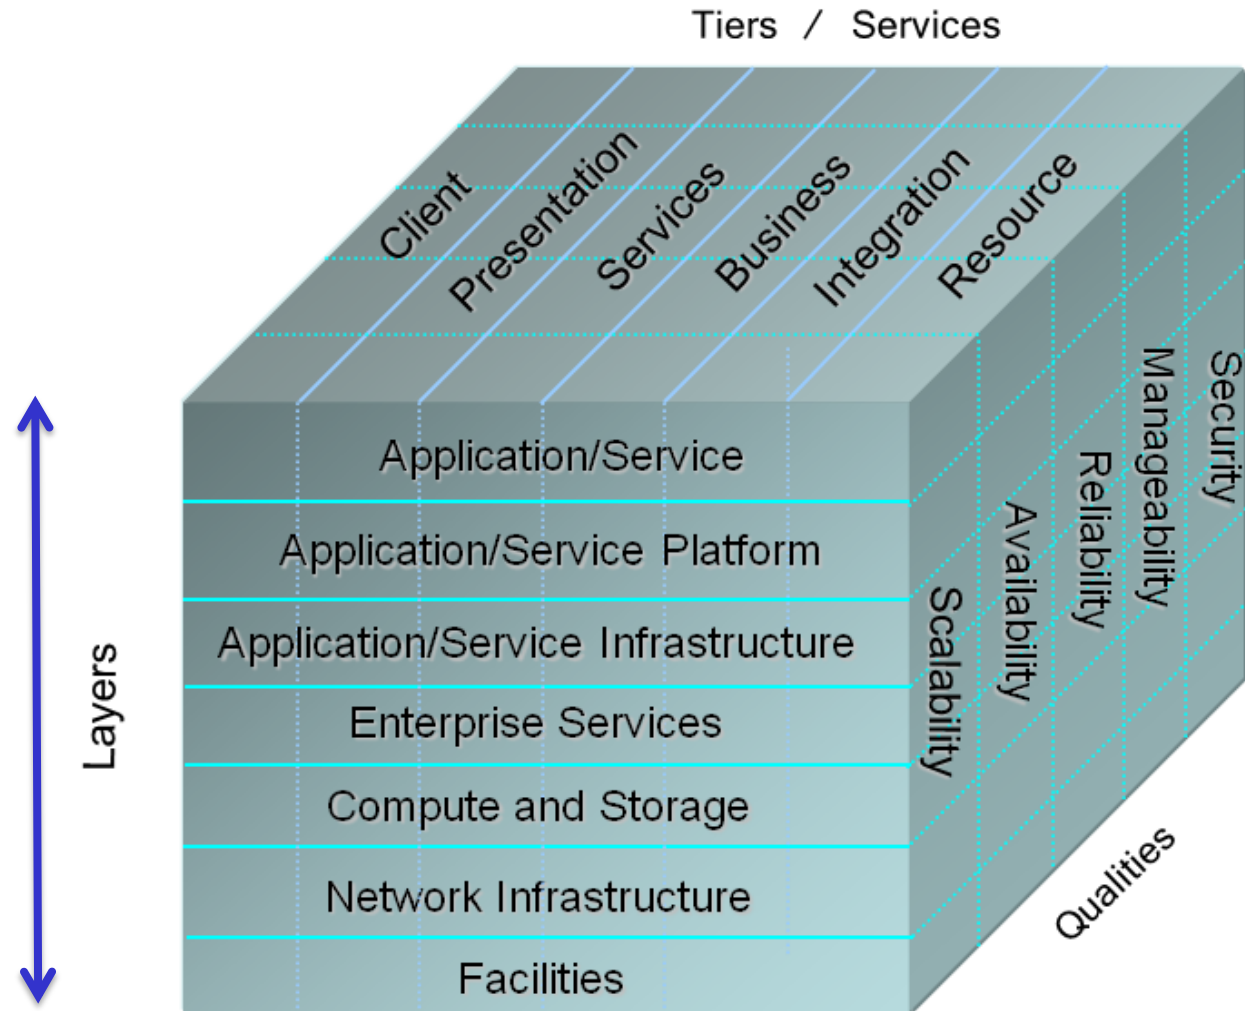 Tiers / Services
Client
Presentation
Services
Business
Integration
Resource
Application/Service
Application/Service Platform
Application/Service Infrastructure
Enterprise Services
Compute and Storage
Network Infrastructure
Facilities
Layers
Scalability
Availability
Reliability
Manageability
Security
Qualities